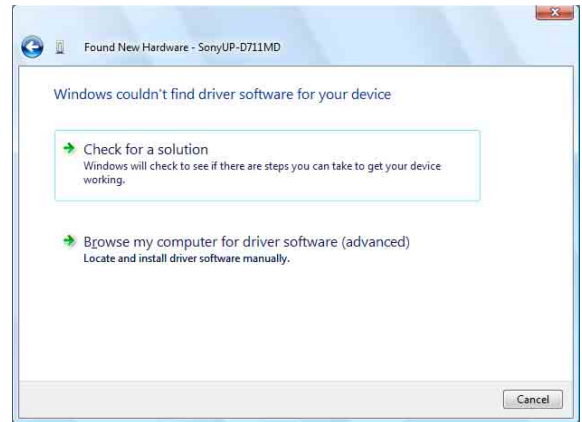 Found New Hardware - SonyUP-D711MD
Windows couldn't find driver software for your device
Check for a solution
Windows will check to see if there are steps you can take to get your device
working.
Browse my computer for driver software (advanced)
Locate and install driver software manually.
Cancel